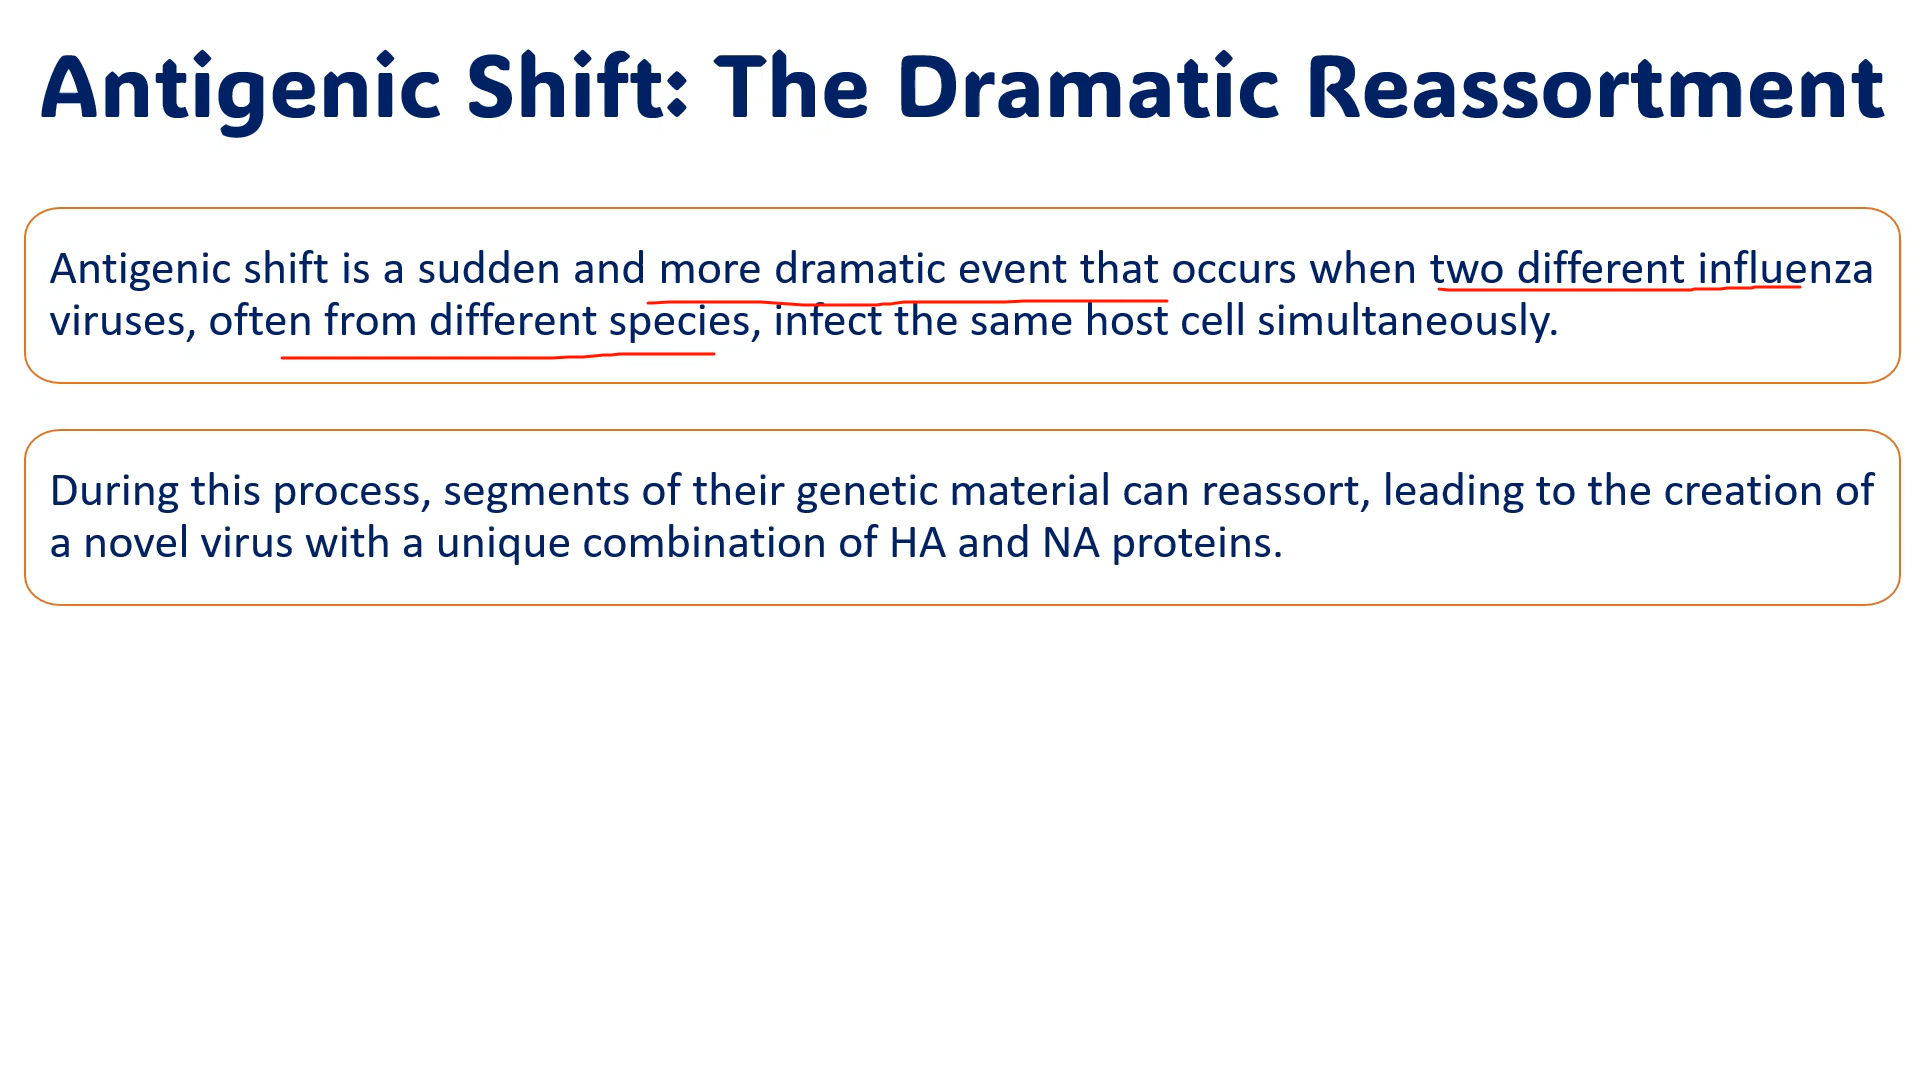 Antigenic Shift: The Dramatic Reassortment
Antigenic shift is a sudden and more dramatic event that occurs when two different influenza
viruses, often from different species, infect the same host cell simultaneously.
During this process, segments of their genetic material can reassort, leading to the creation of
a novel virus with a unique combination of HA and NA proteins.